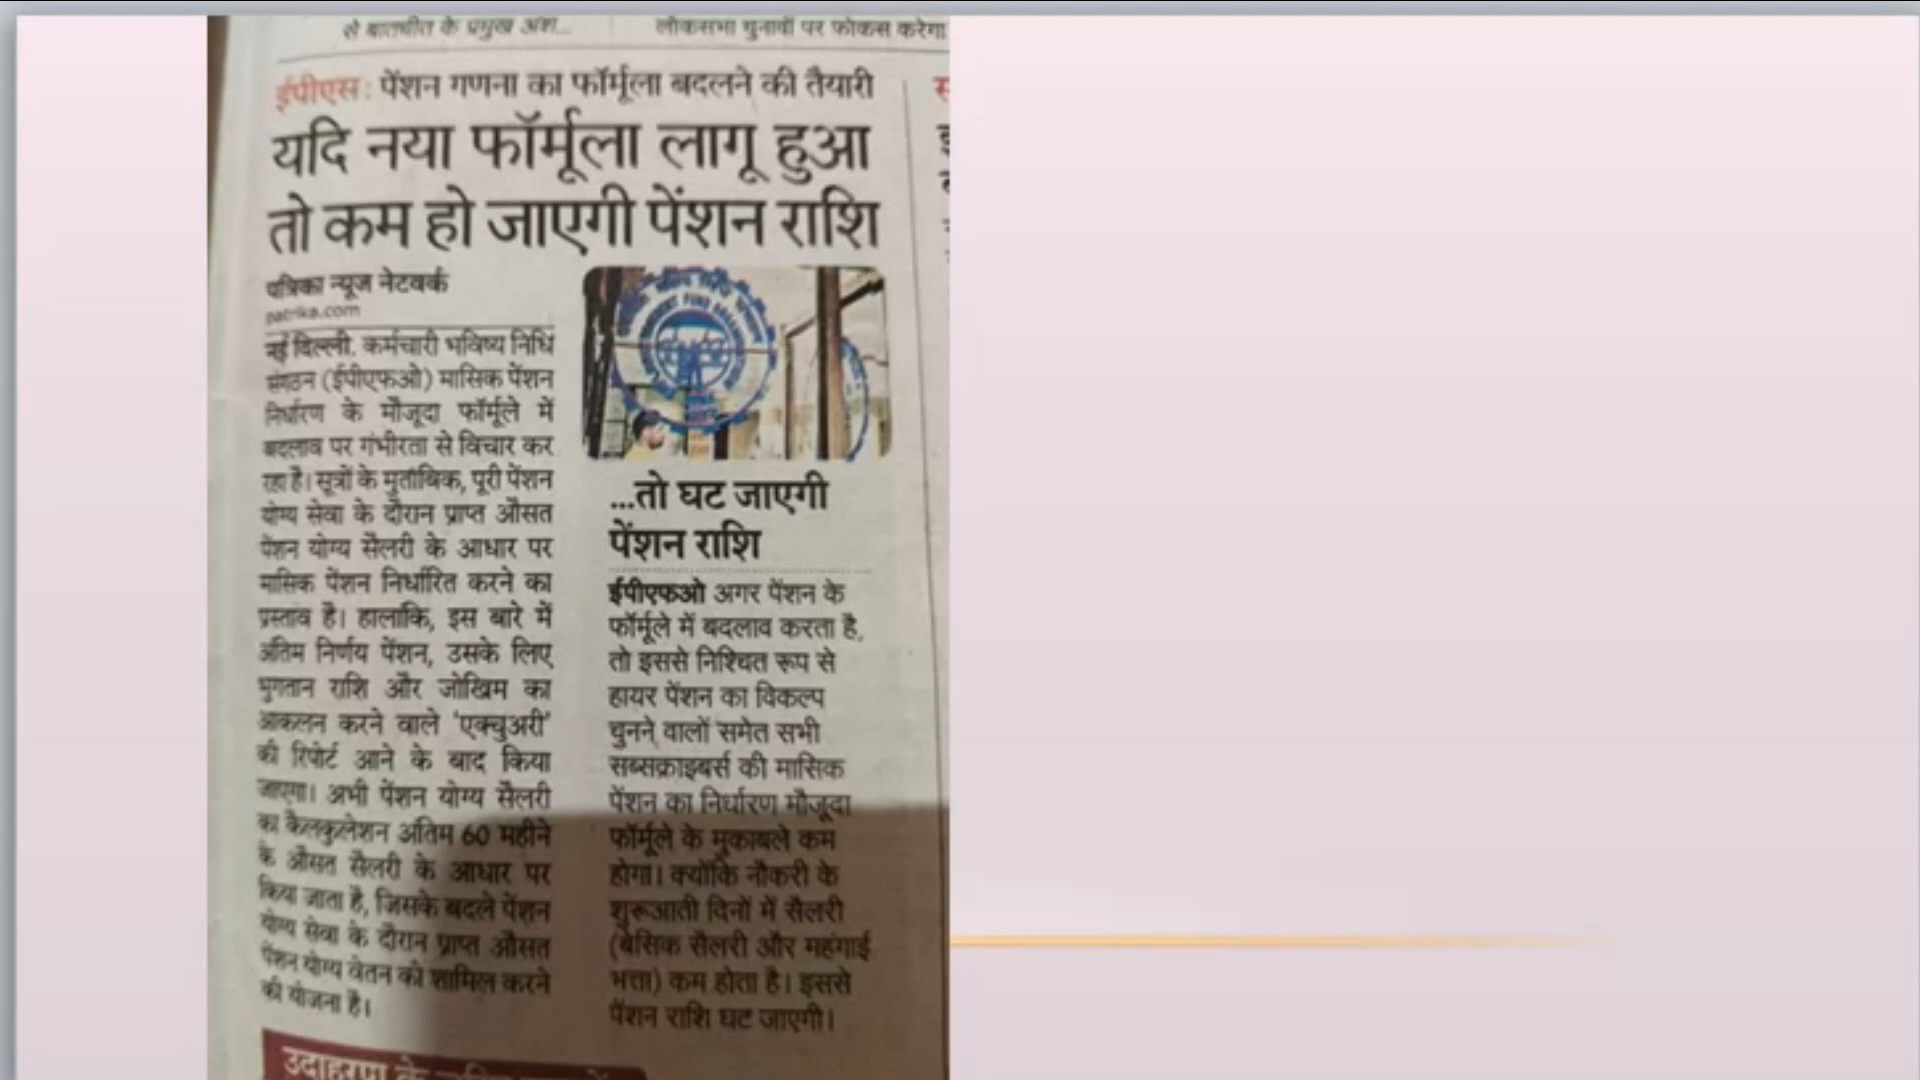 से बातचीत के प्रमुख अंश...
लोकसभा चुनावों पर फोकस करेगा
ईपीएस: पेंशन गणना का फॉर्मूला बदलने की तैयारी
यदि नया फॉर्मूला लागू हुआ
तो कम हो जाएगी पेंशन राशि
पत्रिका न्यूज नेटवर्क
patrika.com
नई दिल्ली. कर्मचारी भविष्य निधि
संगठन (ईपीएफओ) मासिक पेंशन
निर्धारण के मौजूदा फॉर्मूले में
बदलाव पर गंभीरता से विचार कर
रहा है। सूत्रों के मुताबिक, पूरी पेंशन
योग्य सेवा के दौरान प्राप्त औसत
पेंशन योग्य सैलरी के आधार पर
मासिक पेंशन निर्धारित करने का
प्रस्ताव है। हालांकि, इस बारे में
अंतिम निर्णय पेंशन, उसके लिए
भुगतान राशि और जोखिम का
आकलन करने वाले 'एक्चुअरी'
की रिपोर्ट आने के बाद किया
जाएगा। अभी पेंशन योग्य सैलरी
का कैलकुलेशन अंतिम 60 महीने
के औसत सैलरी के आधार पर
किया जाता है, जिसके बदले पेंशन
योग्य सेवा के दौरान प्राप्त औसत
पेंशन योग्य वेतन को शामिल करने
की योजना है।
...तो घट जाएगी
पेंशन राशि
ईपीएफओ अगर पेंशन के
फॉर्मूले में बदलाव करता है,
तो इससे निश्चित रूप से
हायर पेंशन का विकल्प
चुनने वालों समेत सभी
सब्सक्राइबर्स की मासिक
पेंशन का निर्धारण मौजूदा
फॉर्मूले के मुकाबले कम
होगा। क्योंकि नौकरी के
शुरूआती दिनों में सैलरी
(बेसिक सैलरी और महंगाई
भत्ता) कम होता है। इससे
पेंशन राशि घट जाएगी।
उदाहरण के